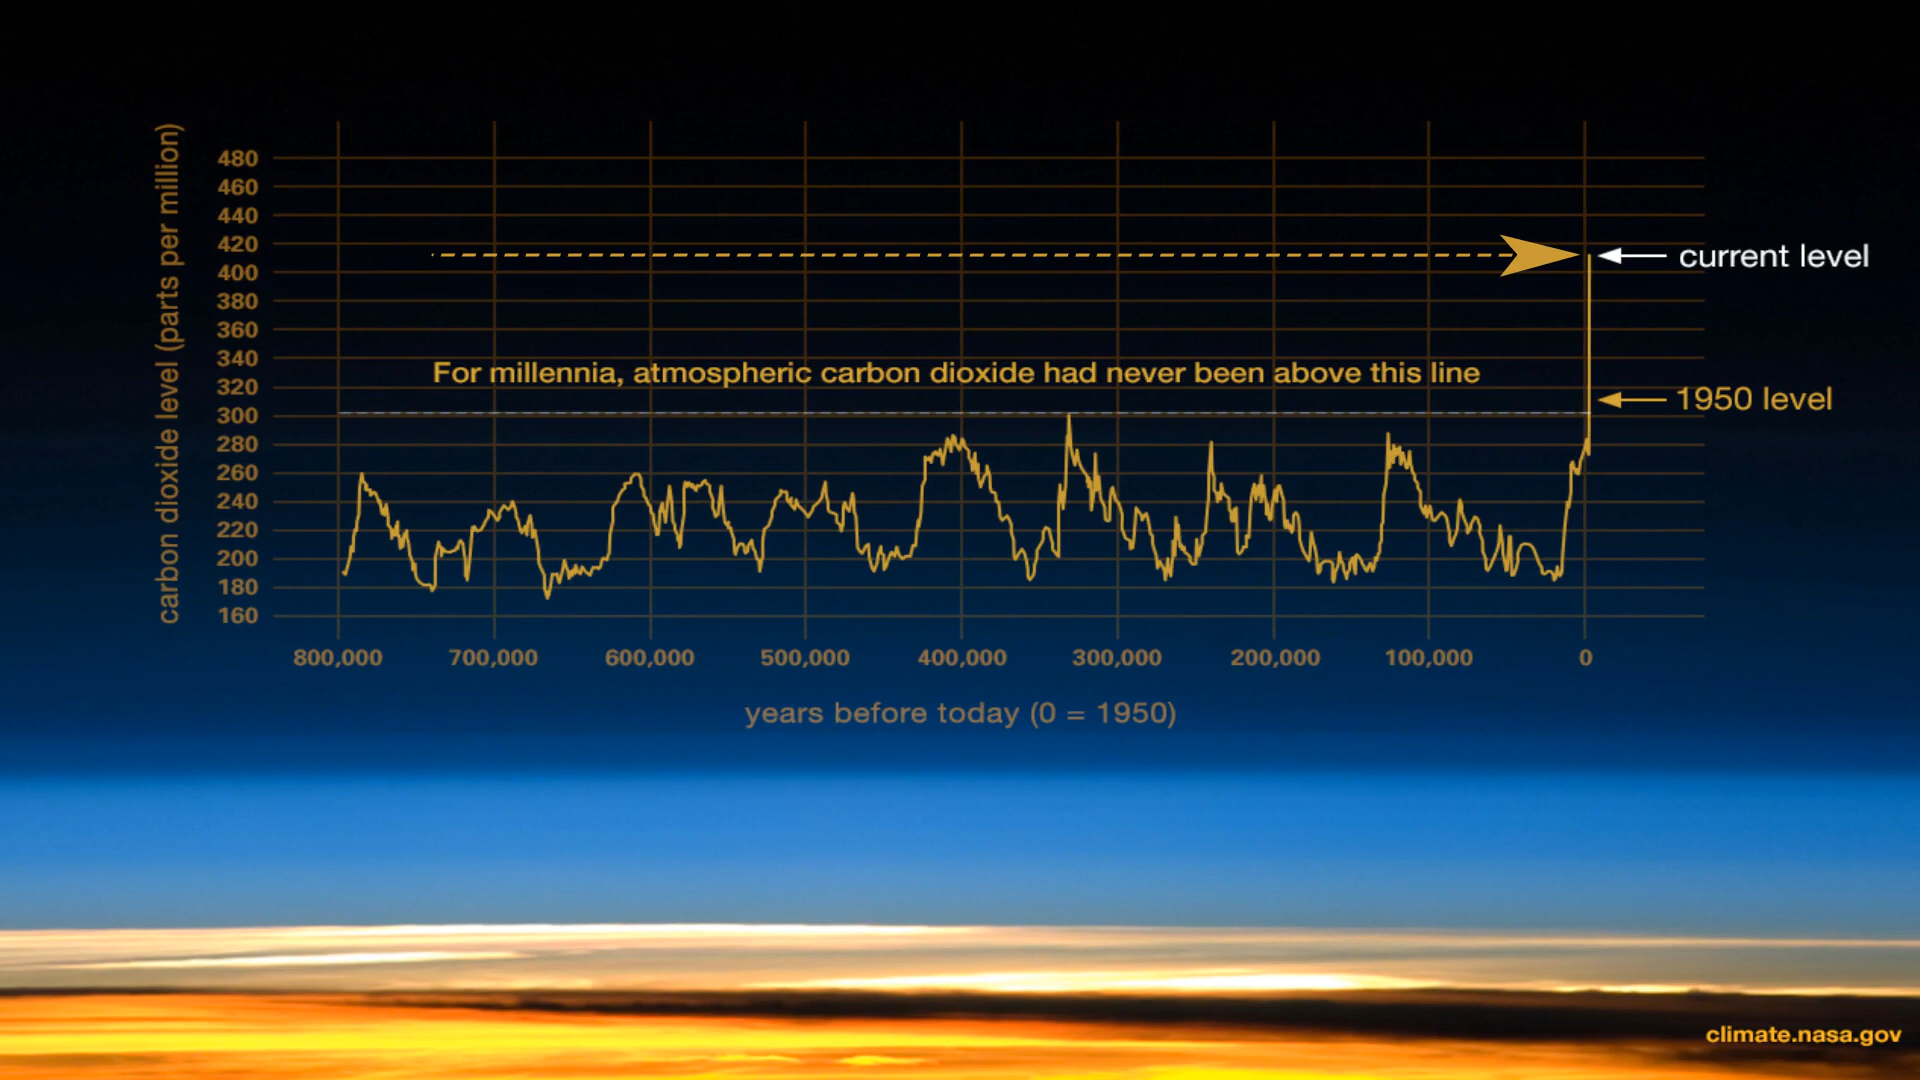 carbon dioxide level (parts per million)
480
460
440
420
400
380
360
340
320
300
280
260
240
220
200
180
160
current level
For millennia, atmospheric carbon dioxide had never been above this line
1950 level
800,000 700,000 600,000 500,000 400,000 300,000 200,000 100,000 0
years before today (0 = 1950)
climate.nasa.gov